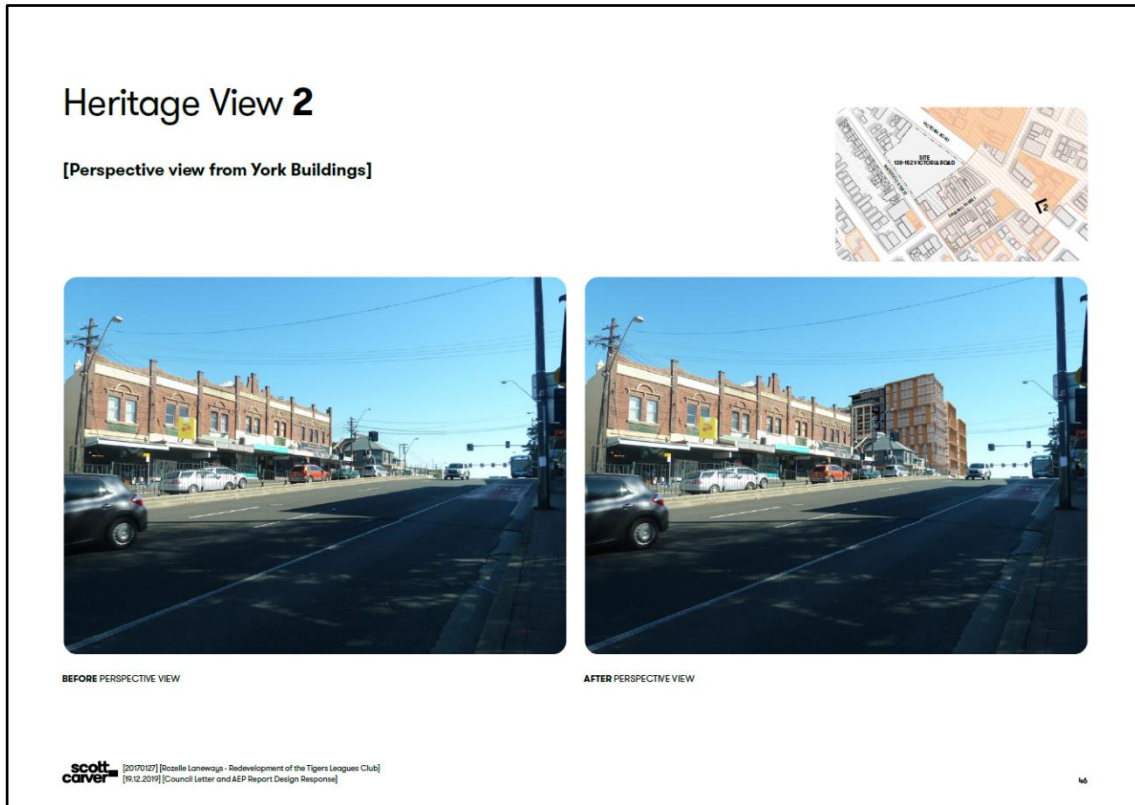 Heritage View 2
[Perspective view from York Buildings]
VICTORIA ROAD
SITE
138-152 VICTORIA ROAD
2
BEFORE PERSPECTIVE VIEW
AFTER PERSPECTIVE VIEW
scott
carver
[20170127] [Rozelle Laneways - Redevelopment of the Tigers Leagues Club]
[19.12.2019] [Council Letter and AEP Report Design Response]
46